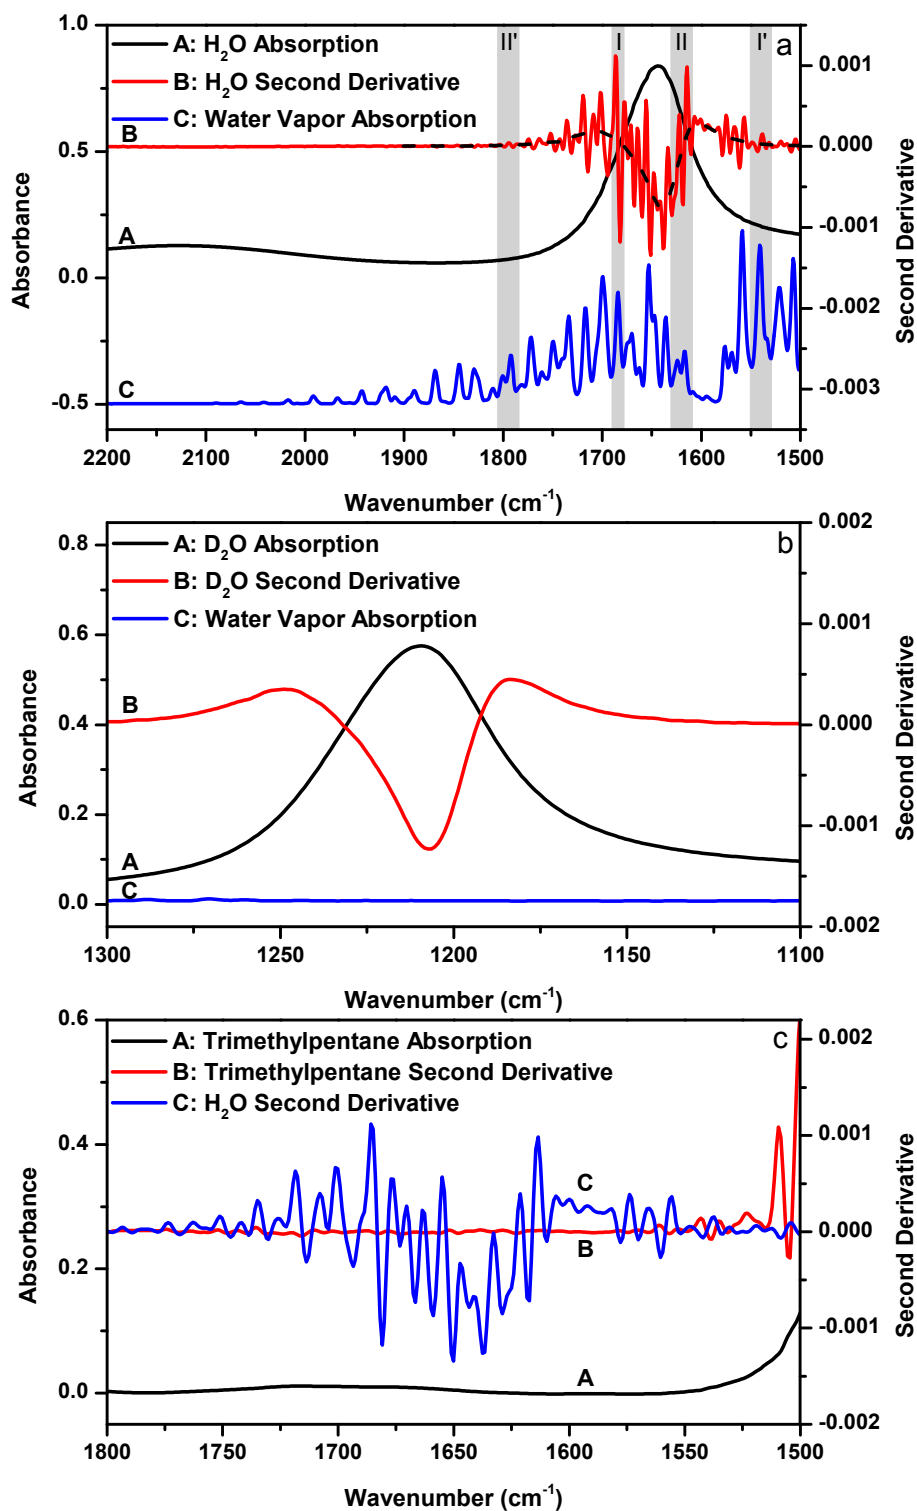 1.0
A: H₂O Absorption
II'
I
II
I'
a
B: H₂O Second Derivative
0.001
C: Water Vapor Absorption
B
0.5
0.000
A
-0.001
0.0
-0.002
C
-0.5
-0.003
Absorbance
Second Derivative
2200 2100 2000 1900 1800 1700 1600 1500
Wavenumber (cm⁻¹)
0.8
A: D₂O Absorption
b
0.002
B: D₂O Second Derivative
0.6
C: Water Vapor Absorption
0.001
B
0.4
0.000
0.2
-0.001
A
C
0.0
-0.002
Absorbance
Second Derivative
1300 1250 1200 1150 1100
Wavenumber (cm⁻¹)
0.6
A: Trimethylpentane Absorption
c
0.002
B: Trimethylpentane Second Derivative
C: H₂O Second Derivative
0.4
0.001
C
B
0.000
0.2
-0.001
A
0.0
-0.002
Absorbance
Second Derivative
1800 1750 1700 1650 1600 1550 1500
Wavenumber (cm⁻¹)